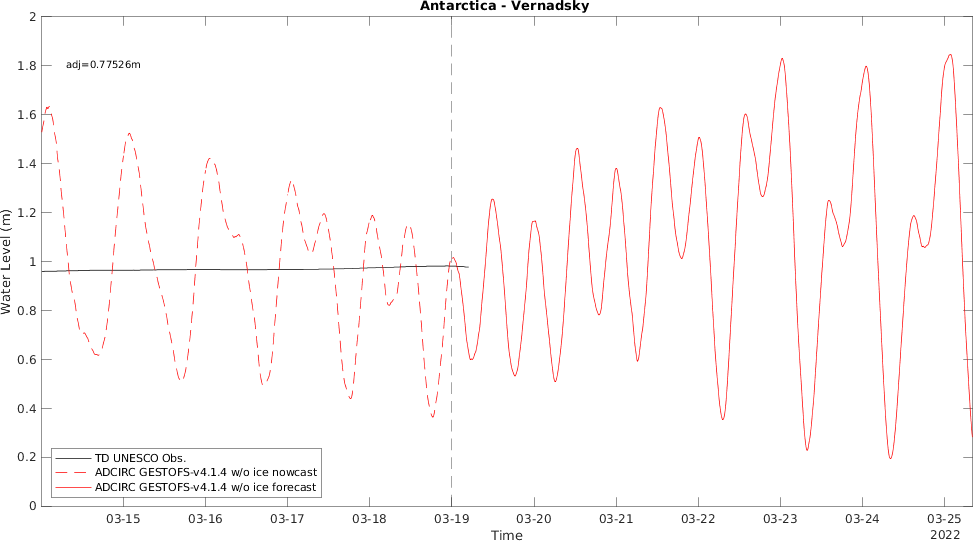 Antarctica - Vernadsky
adj=0.77526m
Water Level (m)
2
1.8
1.6
1.4
1.2
1
0.8
0.6
0.4
0.2
0
TD UNESCO Obs.
ADCIRC GESTOFS-v4.1.4 w/o ice nowcast
ADCIRC GESTOFS-v4.1.4 w/o ice forecast
03-15 03-16 03-17 03-18 03-19 03-20 03-21 03-22 03-23 03-24 03-25
2022
Time